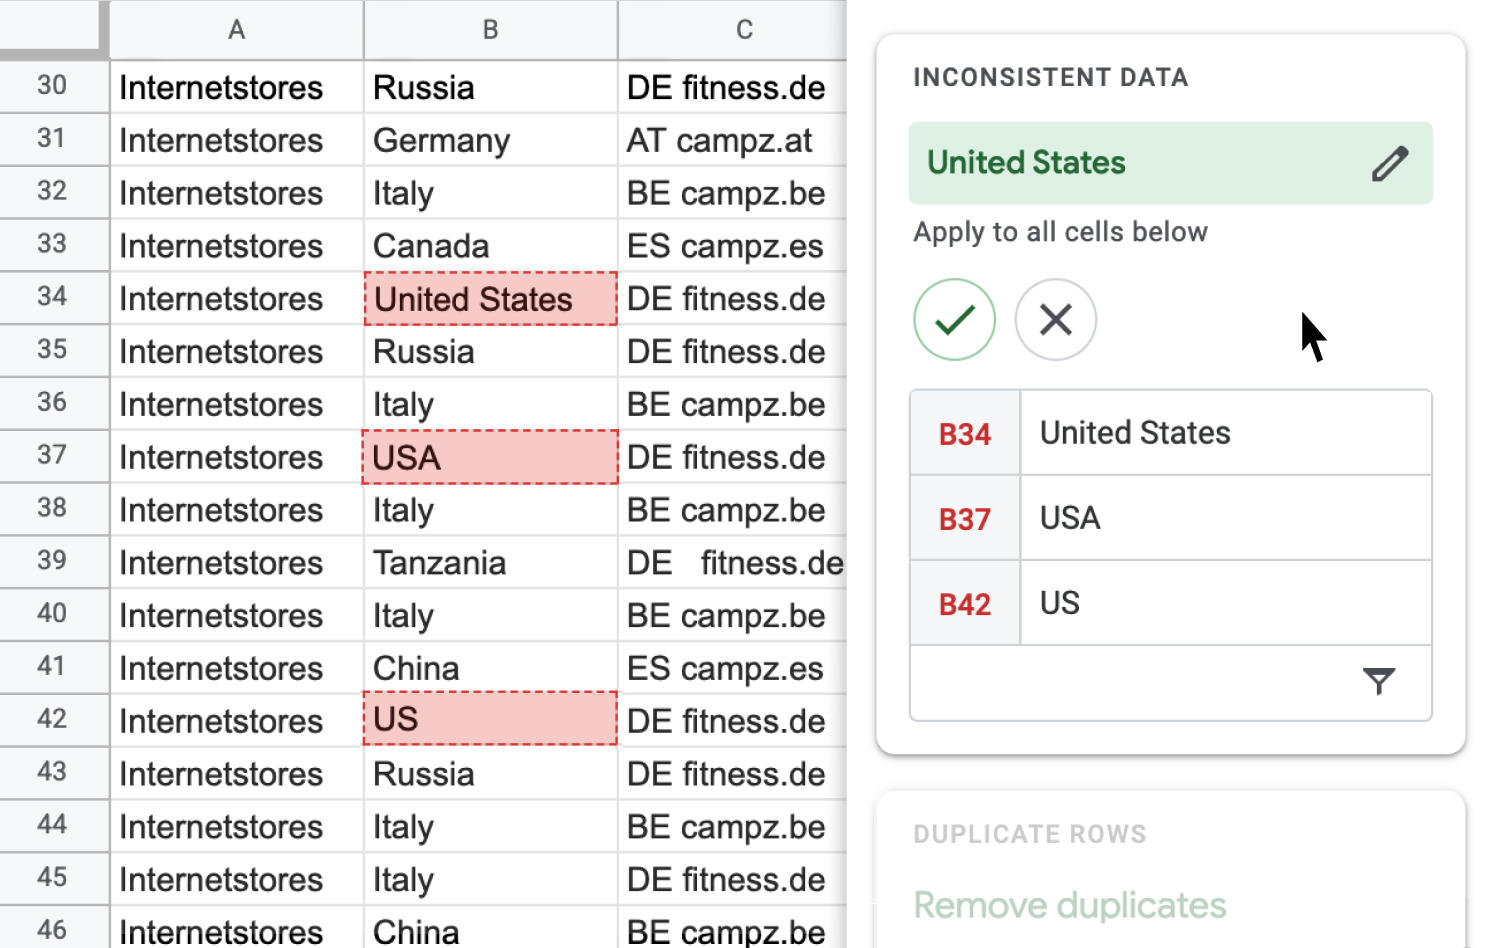 A B C
30 Internetstores Russia DE fitness.de
31 Internetstores Germany AT campz.at
32 Internetstores Italy BE campz.be
33 Internetstores Canada ES campz.es
34 Internetstores United States DE fitness.de
35 Internetstores Russia DE fitness.de
36 Internetstores Italy BE campz.be
37 Internetstores USA DE fitness.de
38 Internetstores Italy BE campz.be
39 Internetstores Tanzania DE fitness.de
40 Internetstores Italy BE campz.be
41 Internetstores China ES campz.es
42 Internetstores US DE fitness.de
43 Internetstores Russia DE fitness.de
44 Internetstores Italy BE campz.be
45 Internetstores Italy DE fitness.de
46 Internetstores China BE campz.be
INCONSISTENT DATA
United States
Apply to all cells below
B34 United States
B37 USA
B42 US
DUPLICATE ROWS
Remove duplicates